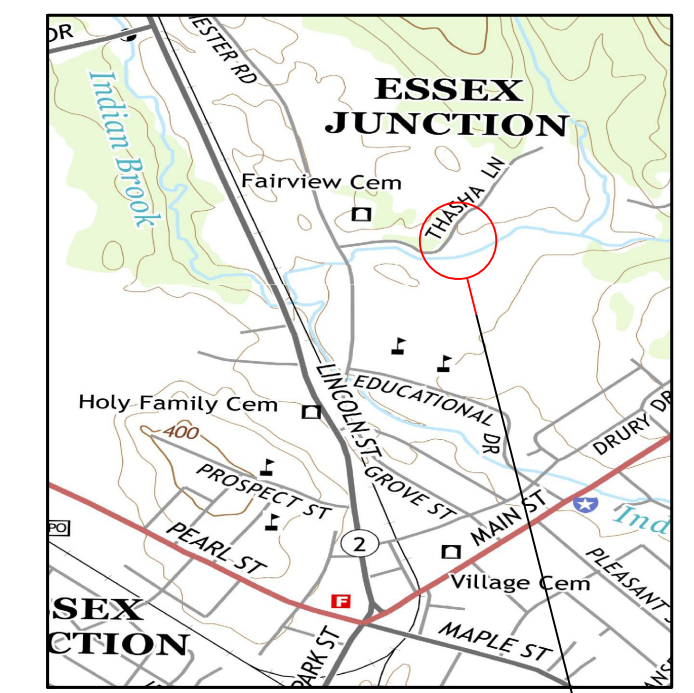 OR
ESTER RD
ESSEX
JUNCTION
Indian Brook
Fairview Cem
THASHA LN
LINCOLN ST
EDUCATIONAL
DR
Holy Family Cem
400
DRURY DR
PROSPECT ST
GROVE ST
MAIN ST
Ind
PO
PEARL ST
2
PLEASANT
Village Cem
F
SSEX
CTION
PARK ST
MAPLE ST